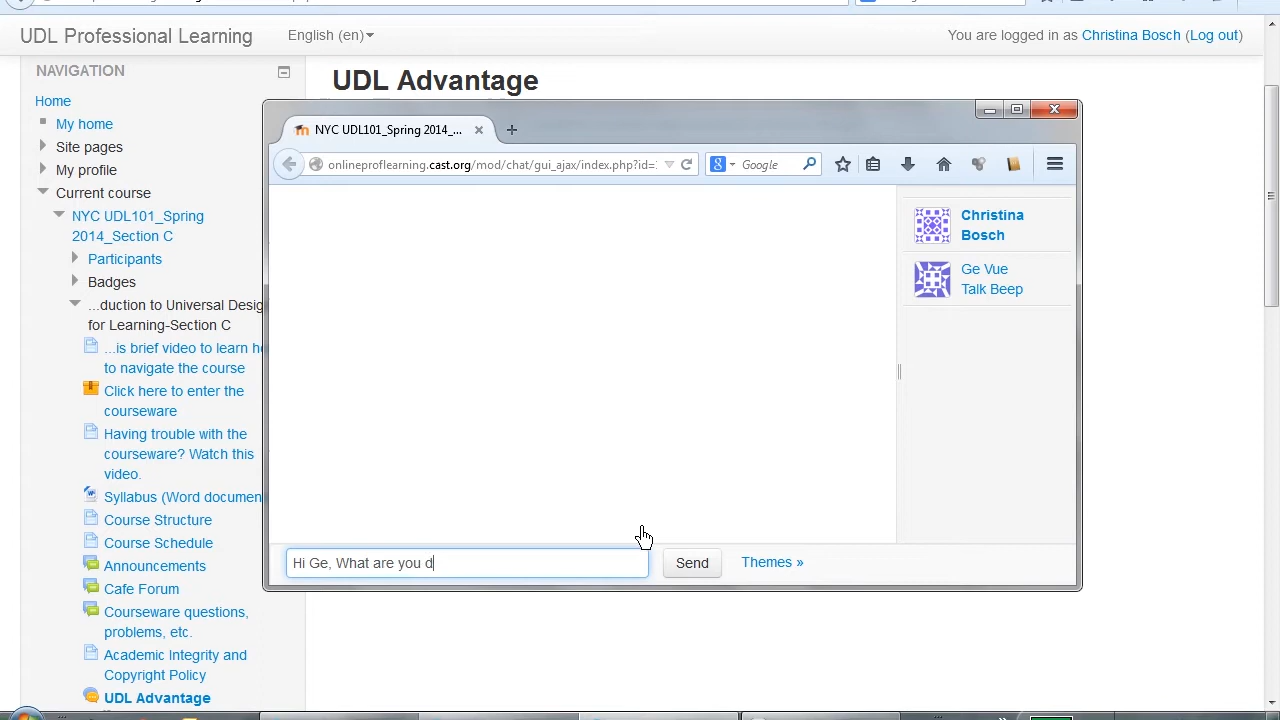 UDL Professional Learning
English (en)
You are logged in as Christina Bosch (Log out)
NAVIGATION
Home
My home
Site pages
My profile
Current course
NYC UDL101_Spring
2014_Section C
Participants
Badges
...duction to Universal Desig
for Learning-Section C
...is brief video to learn h
to navigate the course
Click here to enter the
courseware
Having trouble with the
courseware? Watch this
video.
Syllabus (Word documen
Course Structure
Course Schedule
Announcements
Cafe Forum
Courseware questions,
problems, etc.
Academic Integrity and
Copyright Policy
UDL Advantage
UDL Advantage
NYC UDL101_Spring 2014_...
onlineproflearning.cast.org/mod/chat/gui_ajax/index.php?id=
Google
Christina
Bosch
Ge Vue
Talk Beep
Hi Ge, What are you d
Send
Themes »